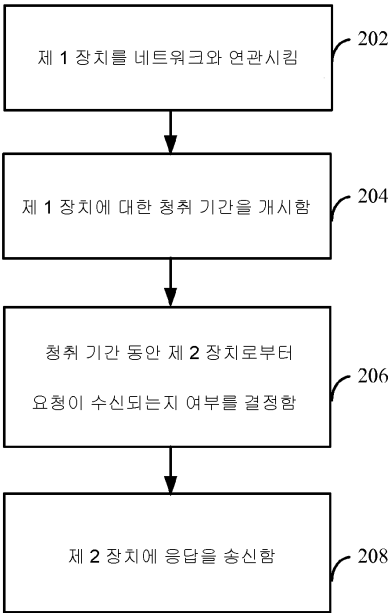 제 1 장치를 네트워크와 연관시킴
202
제 1 장치에 대한 청취 기간을 개시함
204
청취 기간 동안 제 2 장치로부터
요청이 수신되는지 여부를 결정함
206
제 2 장치에 응답을 송신함
208